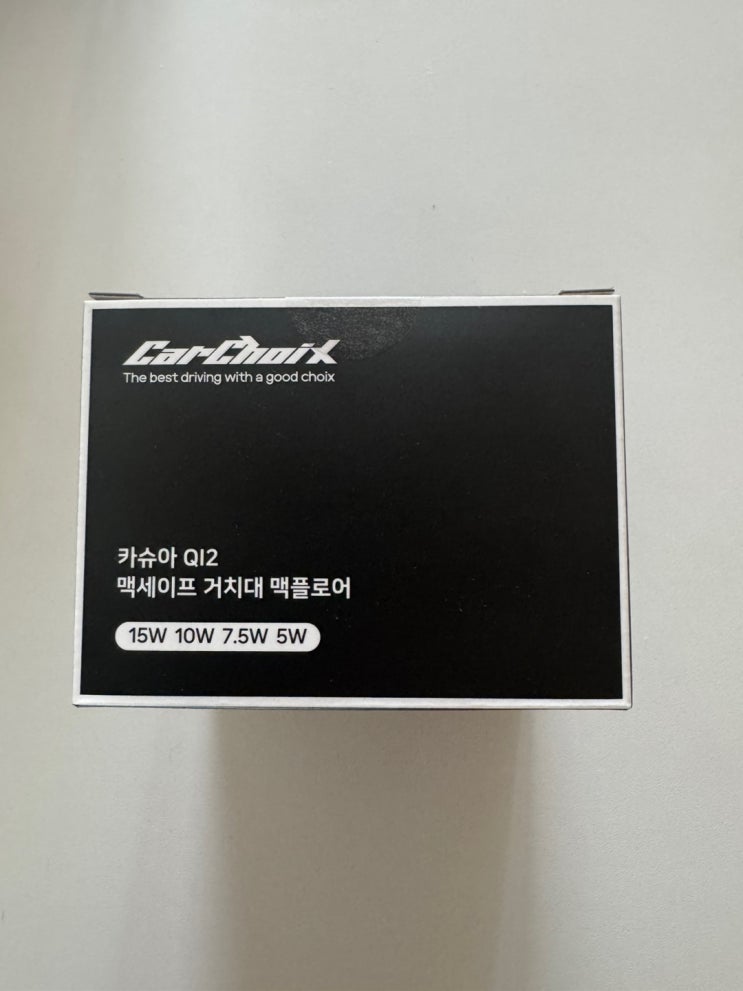 CarChoiX
The best driving with a good choix
카슈아 QI2
맥세이프 거치대 맥플로어
15W 10W 7.5W 5W